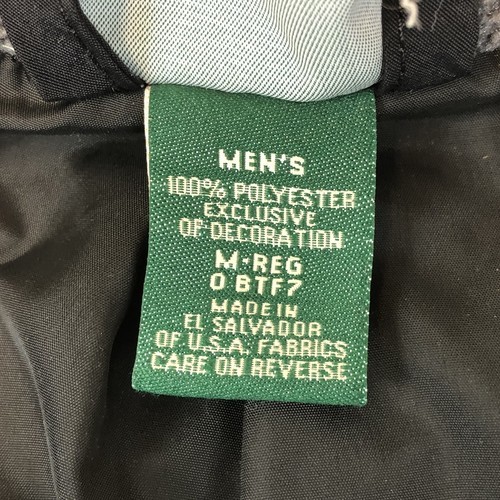 MEN'S
100% POLYESTER
EXCLUSIVE
OF DECORATION
M•REG
0 BTF7
MADE IN
EL SALVADOR
OF U.S.A. FABRICS
CARE ON REVERSE